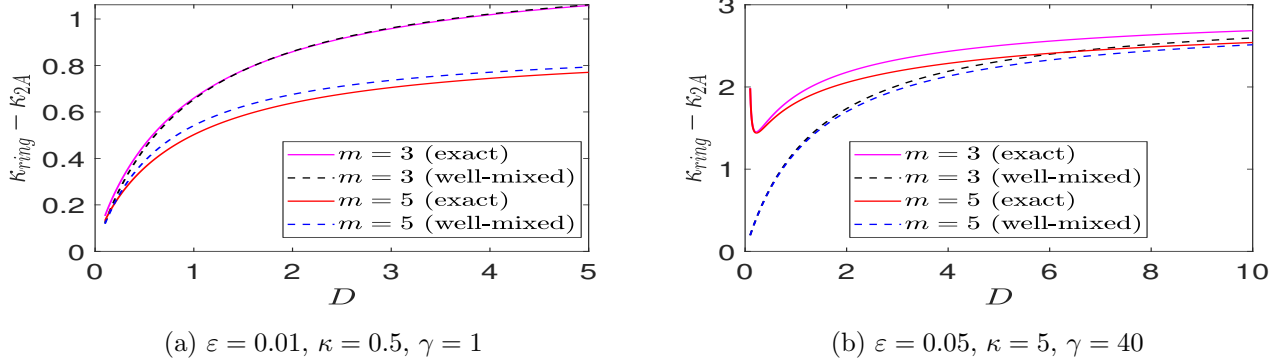 1
0.8
0.6
0.4
0.2
0
κ_ring − κ_2A
m = 3 (exact)
m = 3 (well-mixed)
m = 5 (exact)
m = 5 (well-mixed)
0 1 2 3 4 5
D
(a) ε = 0.01, κ = 0.5, γ = 1
3
2
1
0
κ_ring − κ_2A
m = 3 (exact)
m = 3 (well-mixed)
m = 5 (exact)
m = 5 (well-mixed)
0 2 4 6 8 10
D
(b) ε = 0.05, κ = 5, γ = 40